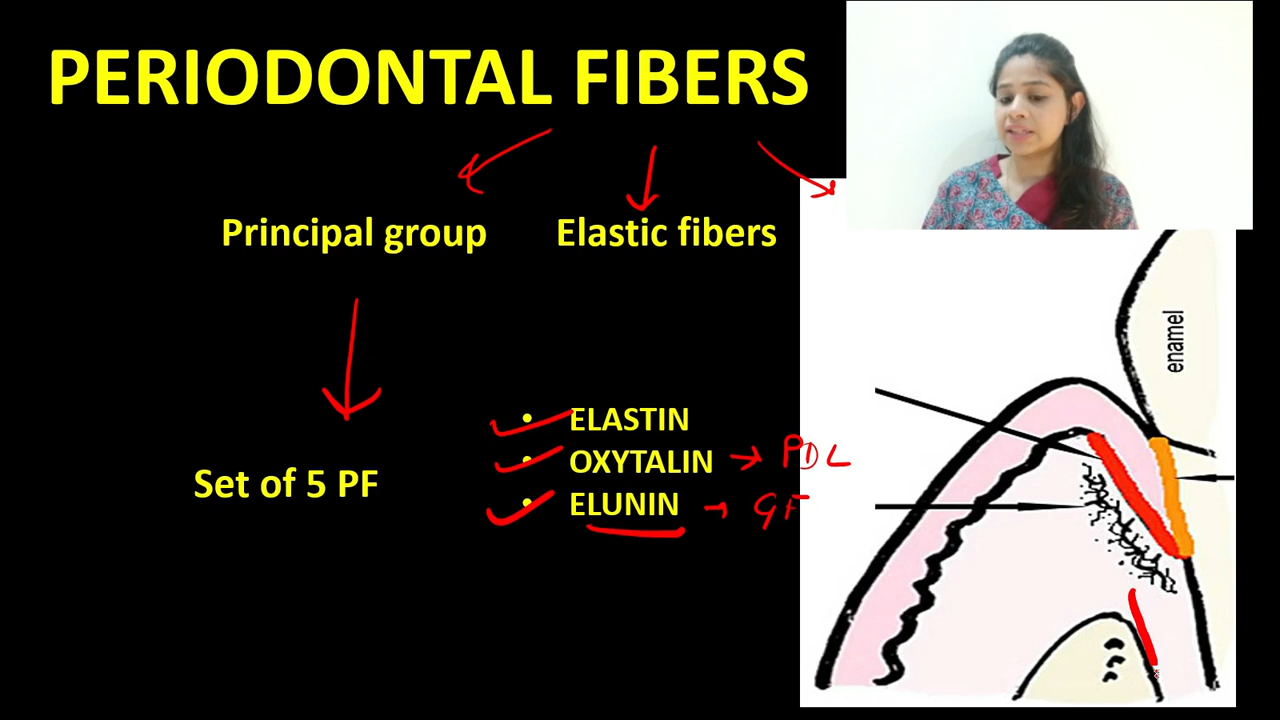 PERIODONTAL FIBERS
Principal group
Elastic fibers
Set of 5 PF
• ELASTIN
• OXYTALIN → PDL
• ELUNIN → GF
enamel